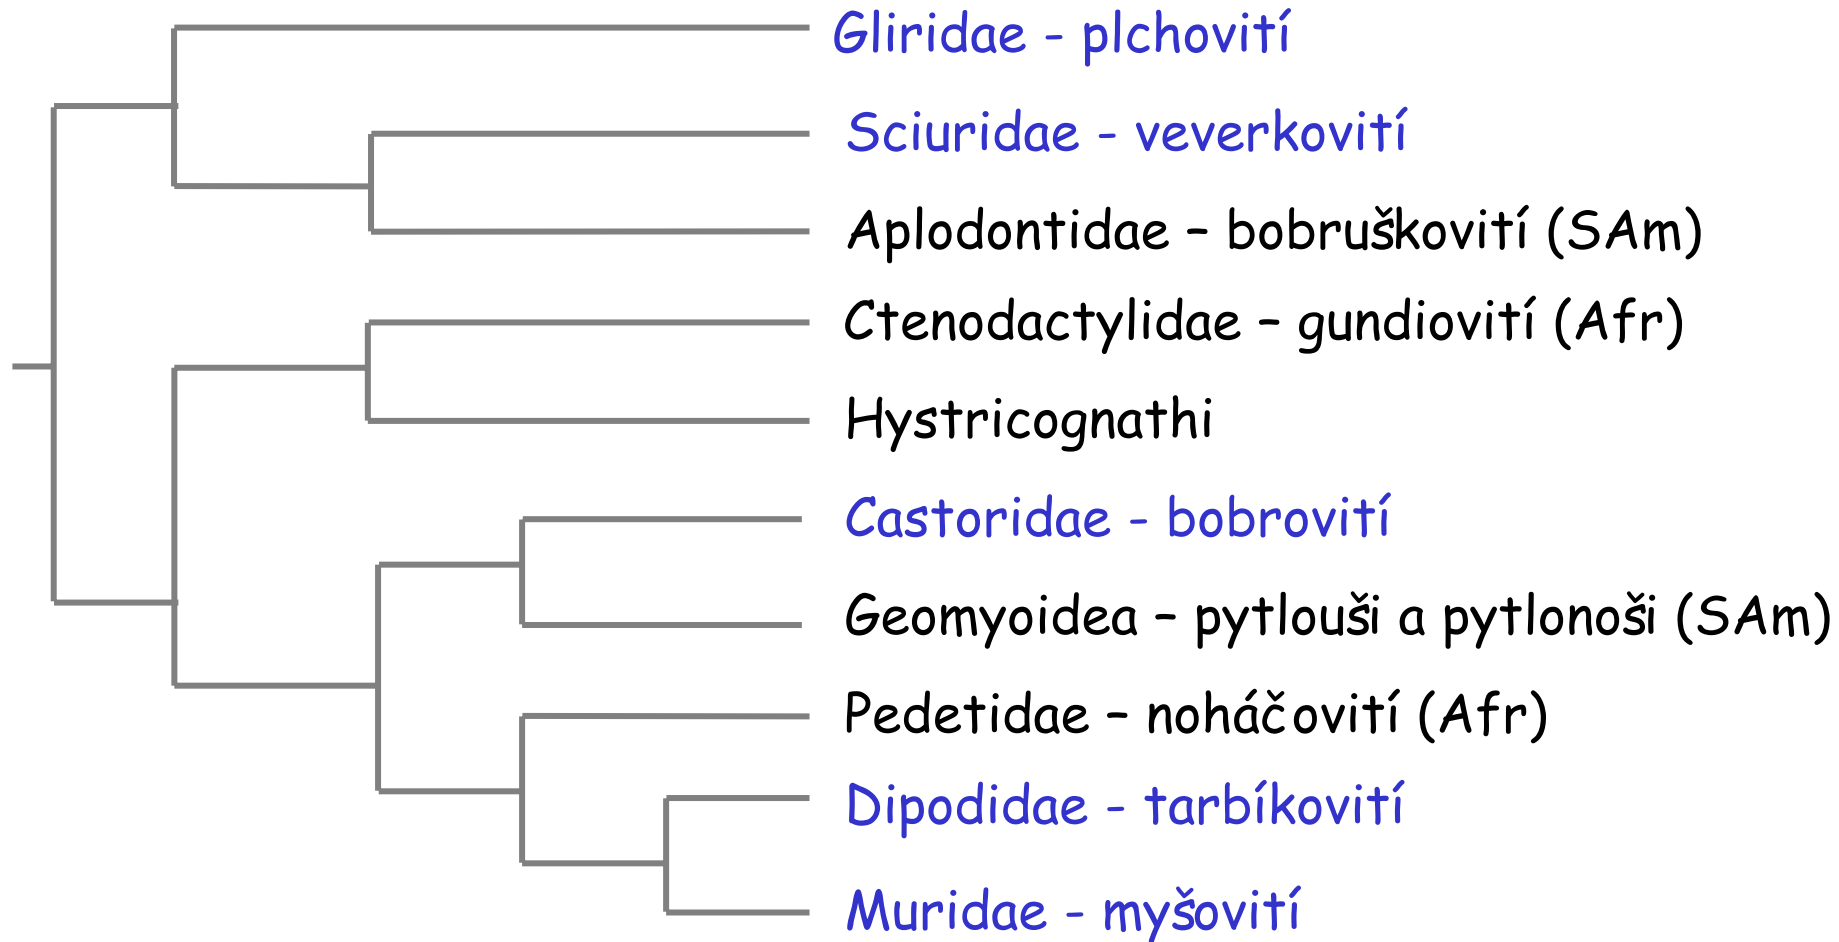 Gliridae - plchovití
Sciuridae - veverkovití
Aplodontidae – bobruškovití (SAm)
Ctenodactylidae – gundiovití (Afr)
Hystricognathi
Castoridae - bobrovití
Geomyoidea – pytlouši a pytlonoši (SAm)
Pedetidae – noháčovití (Afr)
Dipodidae - tarbíkovití
Muridae - myšovití